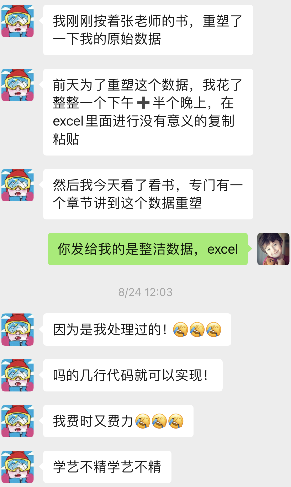 我刚刚按着张老师的书，重塑了
一下我的原始数据
前天为了重塑这个数据，我花了
整整一个下午➕半个晚上，在
excel里面进行没有意义的复制
粘贴
然后我今天看了看书，专门有一
个章节讲到这个数据重塑
你发给我的是整洁数据，excel
8/24 12:03
因为是我处理过的！🤣🤣🤣
吗的几行代码就可以实现！
我费时又费力🤣🤣🤣
学艺不精学艺不精